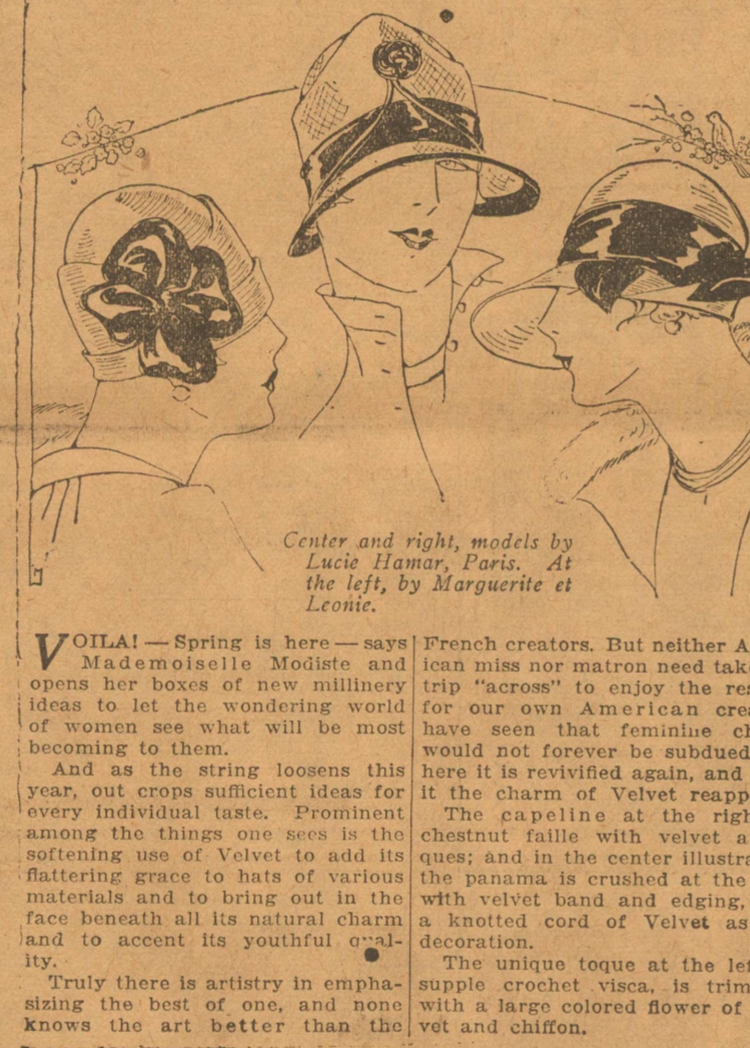 Center and right, models by
Lucie Hamar, Paris. At
the left, by Marguerite et
Leonie.
VOILA! — Spring is here — says
Mademoiselle Modiste and
opens her boxes of new millinery
ideas to let the wondering world
of women see what will be most
becoming to them.
And as the string loosens this
year, out crops sufficient ideas for
every individual taste. Prominent
among the things one sees is the
softening use of Velvet to add its
flattering grace to hats of various
materials and to bring out in the
face beneath all its natural charm
and to accent its youthful qual-
ity.
Truly there is artistry in empha-
sizing the best of one, and none
knows the art better than the
French creators. But neither A
ican miss nor matron need tak
trip "across" to enjoy the re
for our own American crea
have seen that feminine ch
would not forever be subdued
here it is revivified again, and
it the charm of Velvet reapp
The capeline at the righ
chestnut faille with velvet a
ques; and in the center illustra
the panama is crushed at the
with velvet band and edging,
a knotted cord of Velvet as
decoration.
The unique toque at the lef
supple crochet visca, is trim
with a large colored flower of
vet and chiffon.